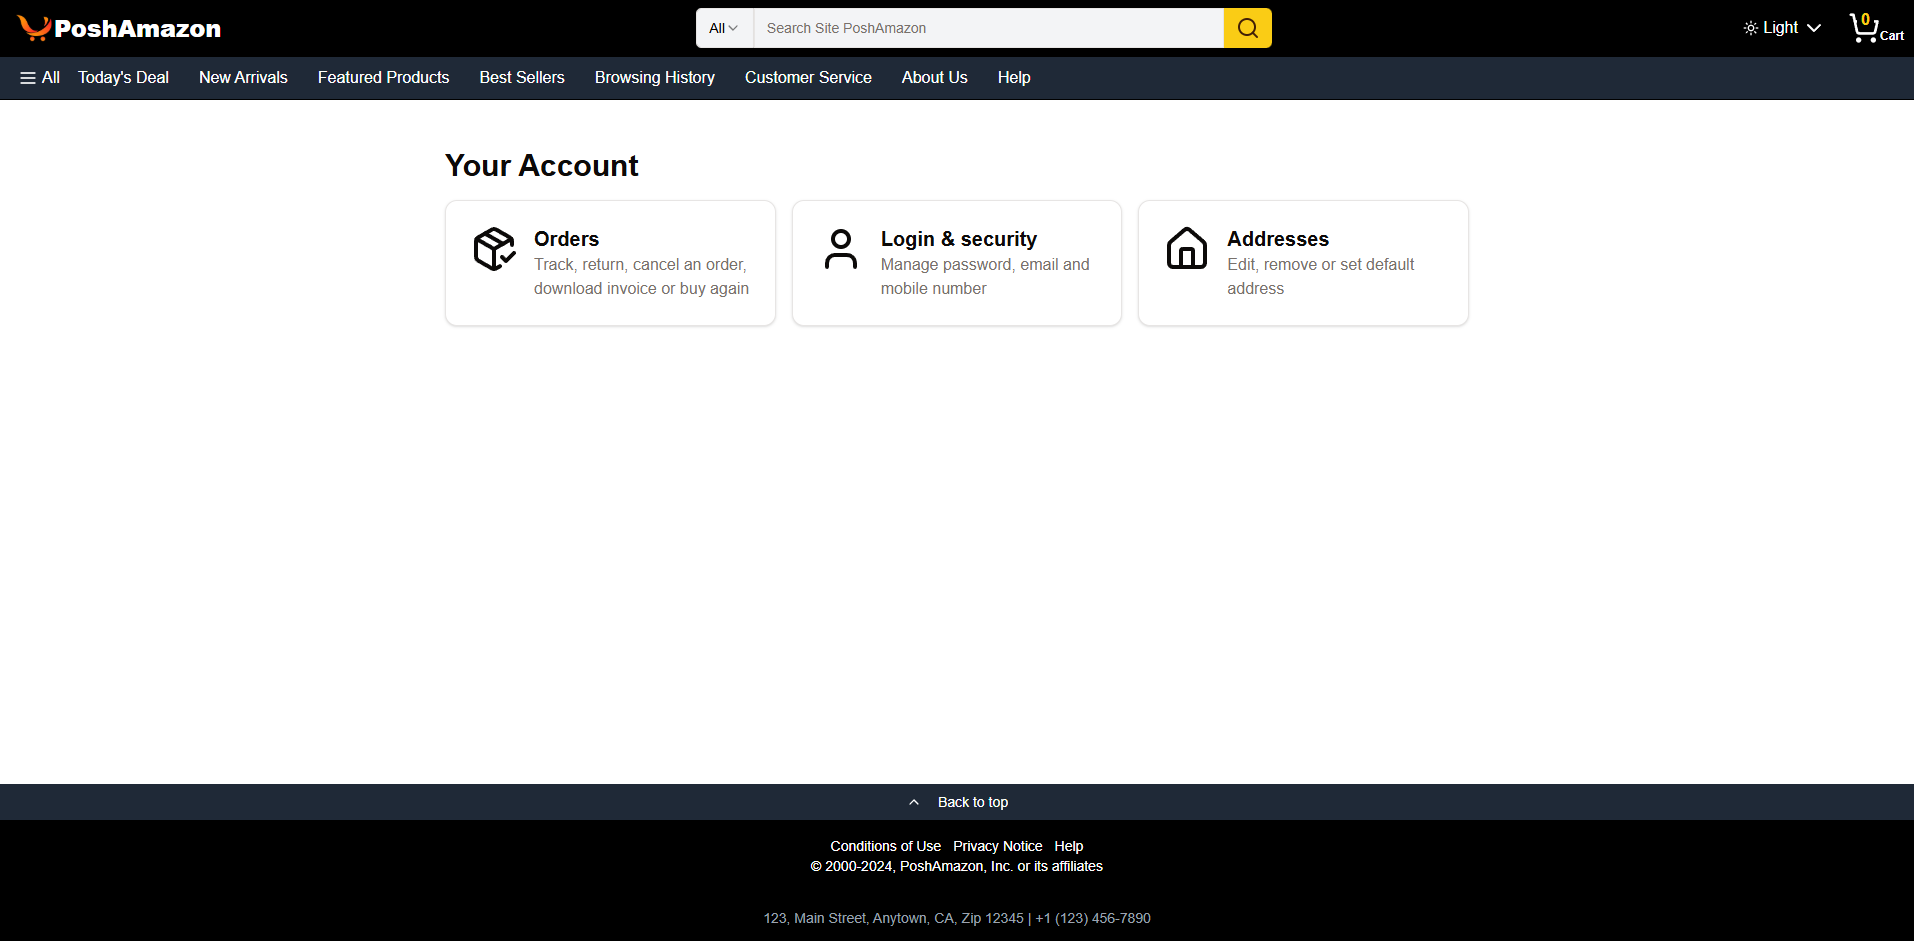 PoshAmazon
All
Search Site PoshAmazon
Light
0
Cart
All
Today's Deal
New Arrivals
Featured Products
Best Sellers
Browsing History
Customer Service
About Us
Help
Your Account
Orders
Track, return, cancel an order,
download invoice or buy again
Login & security
Manage password, email and
mobile number
Addresses
Edit, remove or set default
address
Back to top
Conditions of Use Privacy Notice Help
© 2000-2024, PoshAmazon, Inc. or its affiliates
123, Main Street, Anytown, CA, Zip 12345 | +1 (123) 456-7890